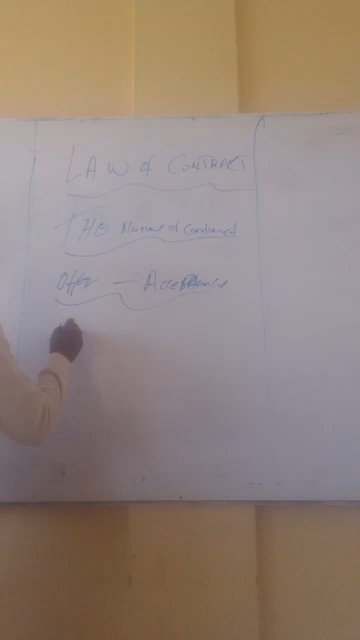 LAW of CONTRACT
THE Nature of Contract
Offer — Acceptance